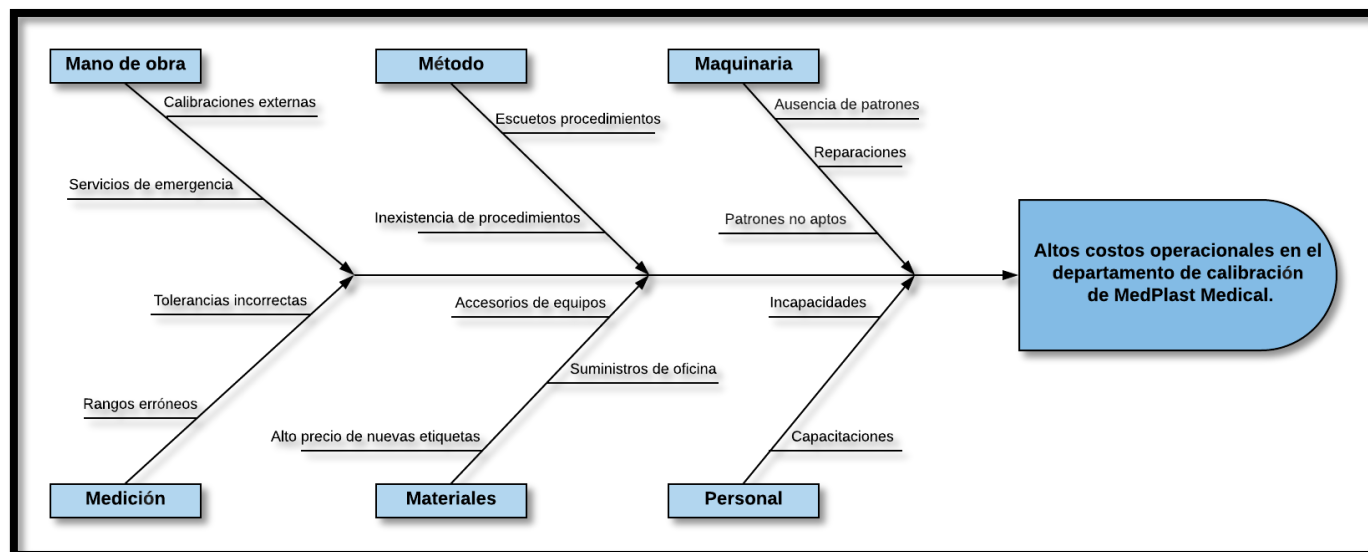 Mano de obra
Método
Maquinaria
Calibraciones externas
Ausencia de patrones
Escuetos procedimientos
Reparaciones
Servicios de emergencia
Inexistencia de procedimientos
Patrones no aptos
Altos costos operacionales en el
departamento de calibración
de MedPlast Medical.
Tolerancias incorrectas
Accesorios de equipos
Incapacidades
Suministros de oficina
Rangos erróneos
Alto precio de nuevas etiquetas
Capacitaciones
Medición
Materiales
Personal